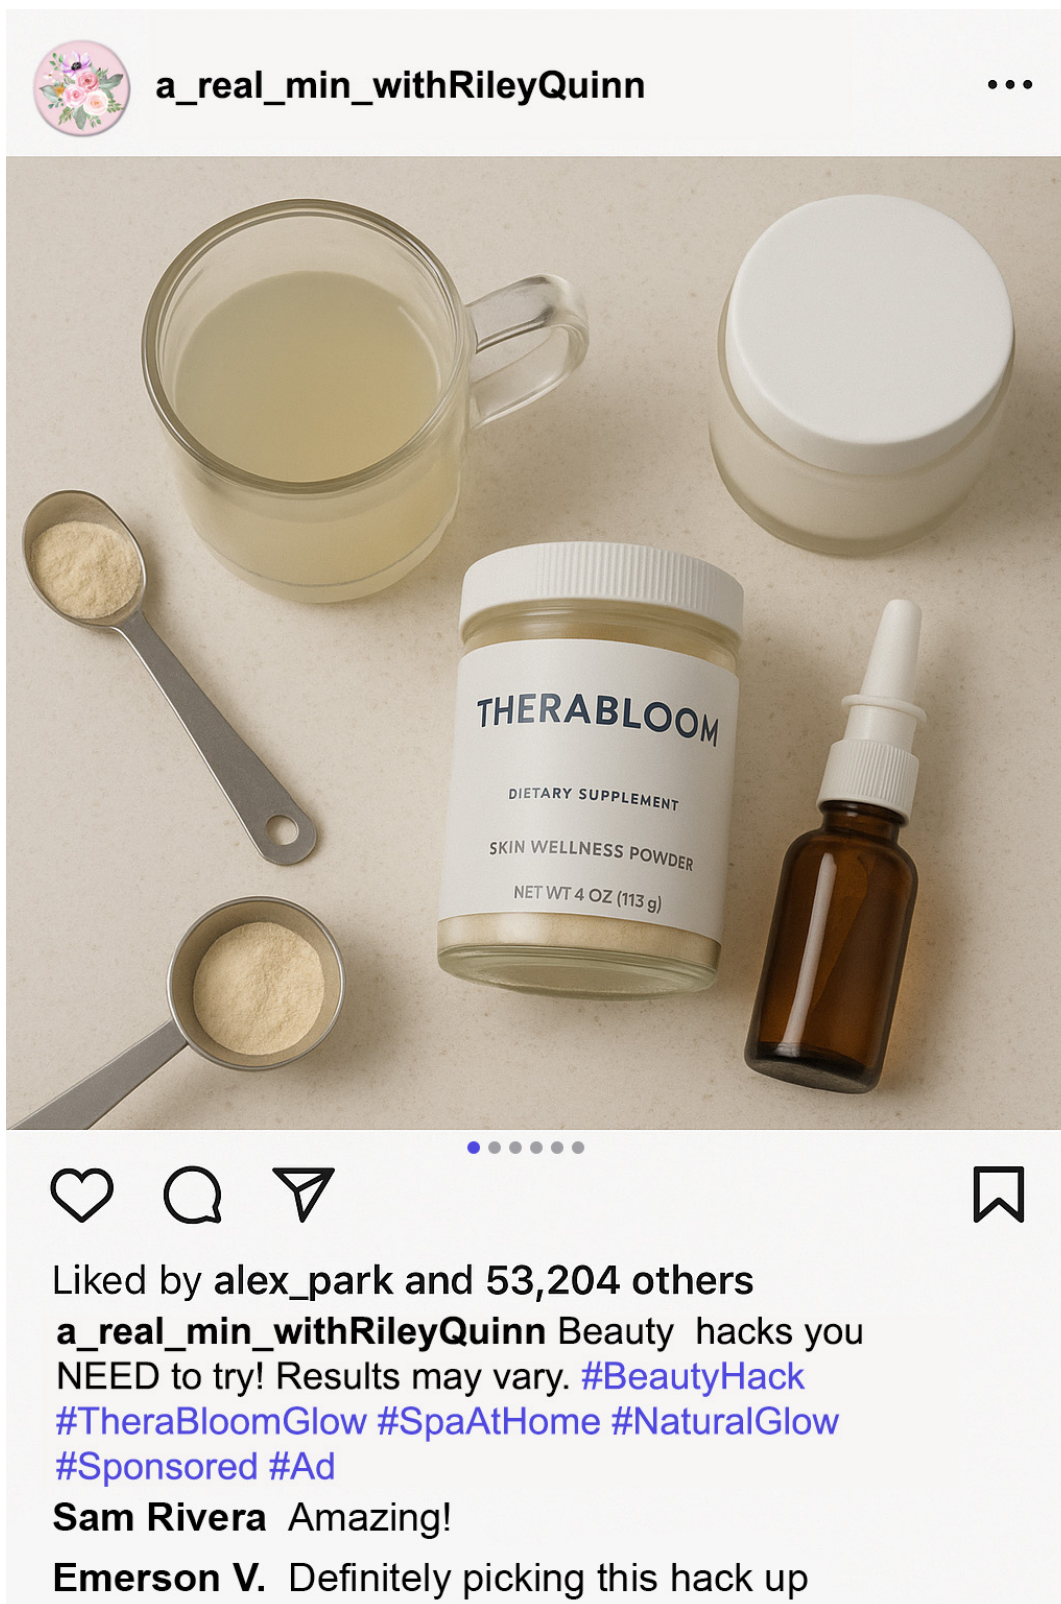 a_real_min_withRileyQuinn
THERABLOOM
DIETARY SUPPLEMENT
SKIN WELLNESS POWDER
NET WT 4 OZ (113 g)
Liked by alex_park and 53,204 others
a_real_min_withRileyQuinn Beauty hacks you
NEED to try! Results may vary. #BeautyHack
#TheraBloomGlow #SpaAtHome #NaturalGlow
#Sponsored #Ad
Sam Rivera Amazing!
Emerson V. Definitely picking this hack up